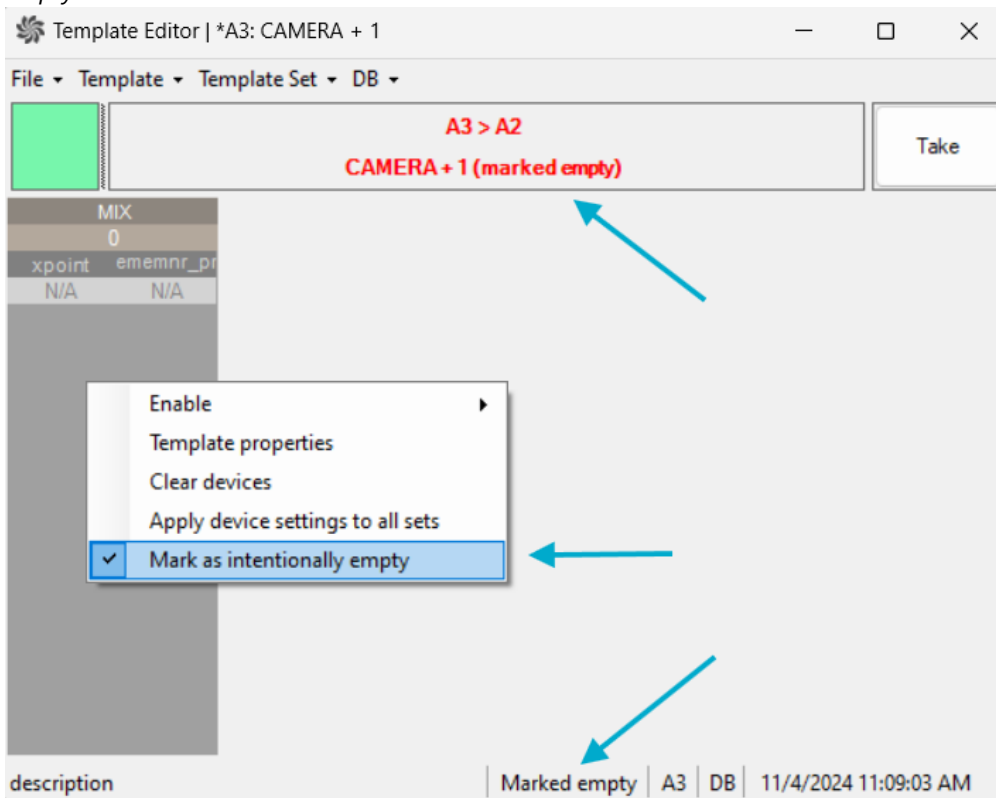 Template Editor | *A3: CAMERA + 1
File Template Template Set DB
A3 > A2
CAMERA + 1 (marked empty)
Take
MIX
0
xpoint ememnr_pr
N/A N/A
Enable
Template properties
Clear devices
Apply device settings to all sets
Mark as intentionally empty
description Marked empty A3 DB 11/4/2024 11:09:03 AM